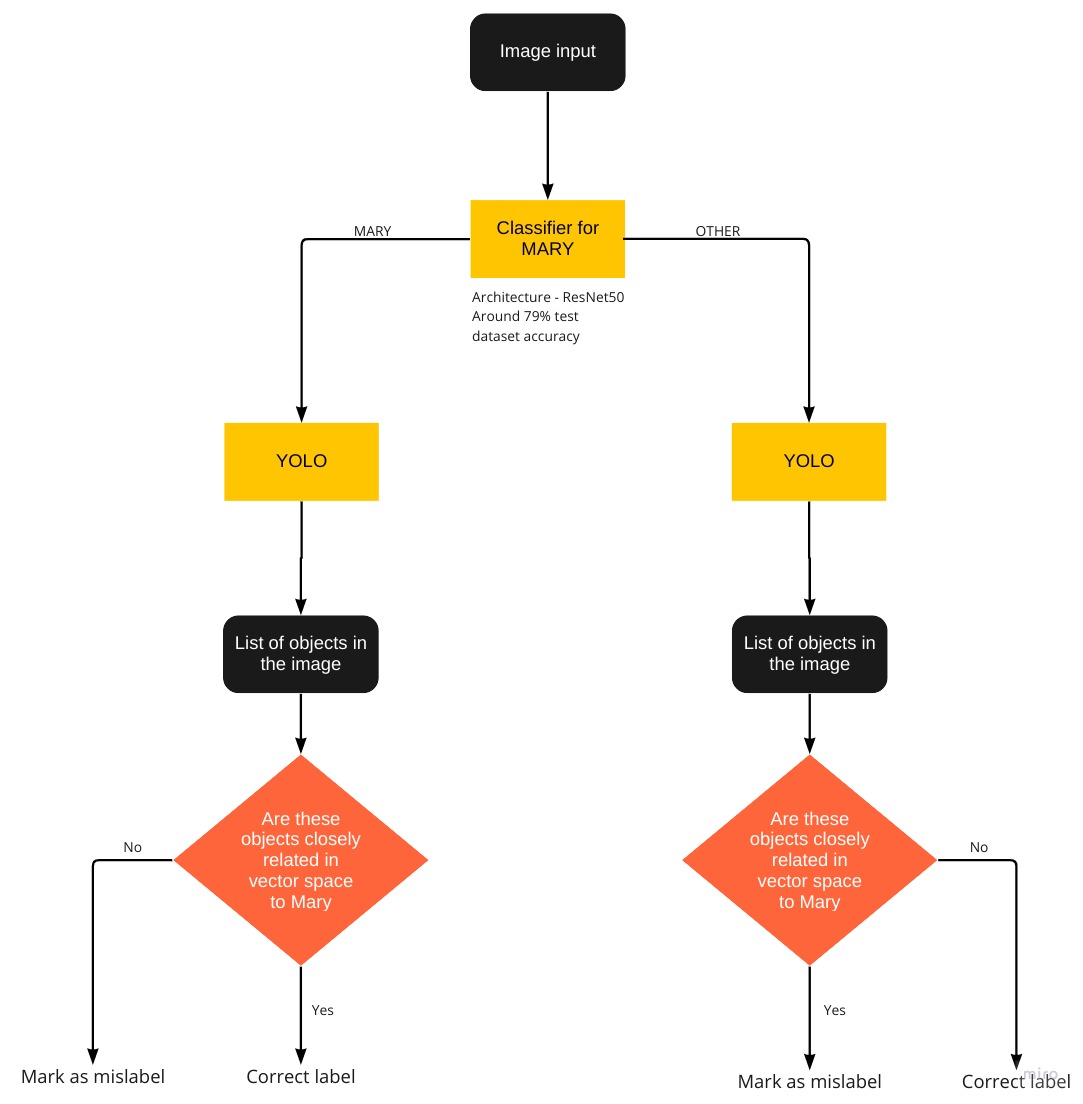 Image input
Classifier for
MARY
MARY
OTHER
Architecture - ResNet50
Around 79% test
dataset accuracy
YOLO
YOLO
List of objects in
the image
List of objects in
the image
Are these
objects closely
related in
vector space
to Mary
Are these
objects closely
related in
vector space
to Mary
No
No
Yes
Yes
Mark as mislabel
Correct label
Mark as mislabel
Correct label
miro